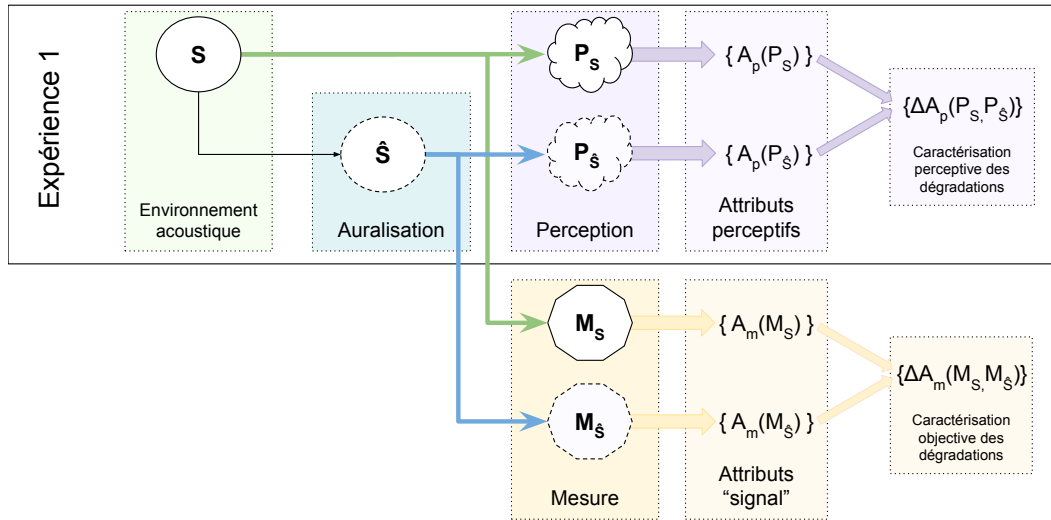 Expérience 1
S
Environnement
acoustique
Ŝ
Auralisation
P_S
P_Ŝ
Perception
{ A_p(P_S) }
{ A_p(P_Ŝ) }
Attributs
perceptifs
{ΔA_p(P_S, P_Ŝ)}
Caractérisation
perceptive des
dégradations
M_S
M_Ŝ
Mesure
{ A_m(M_S) }
{ A_m(M_Ŝ) }
Attributs
“signal”
{ΔA_m(M_S, M_Ŝ)}
Caractérisation
objective des
dégradations